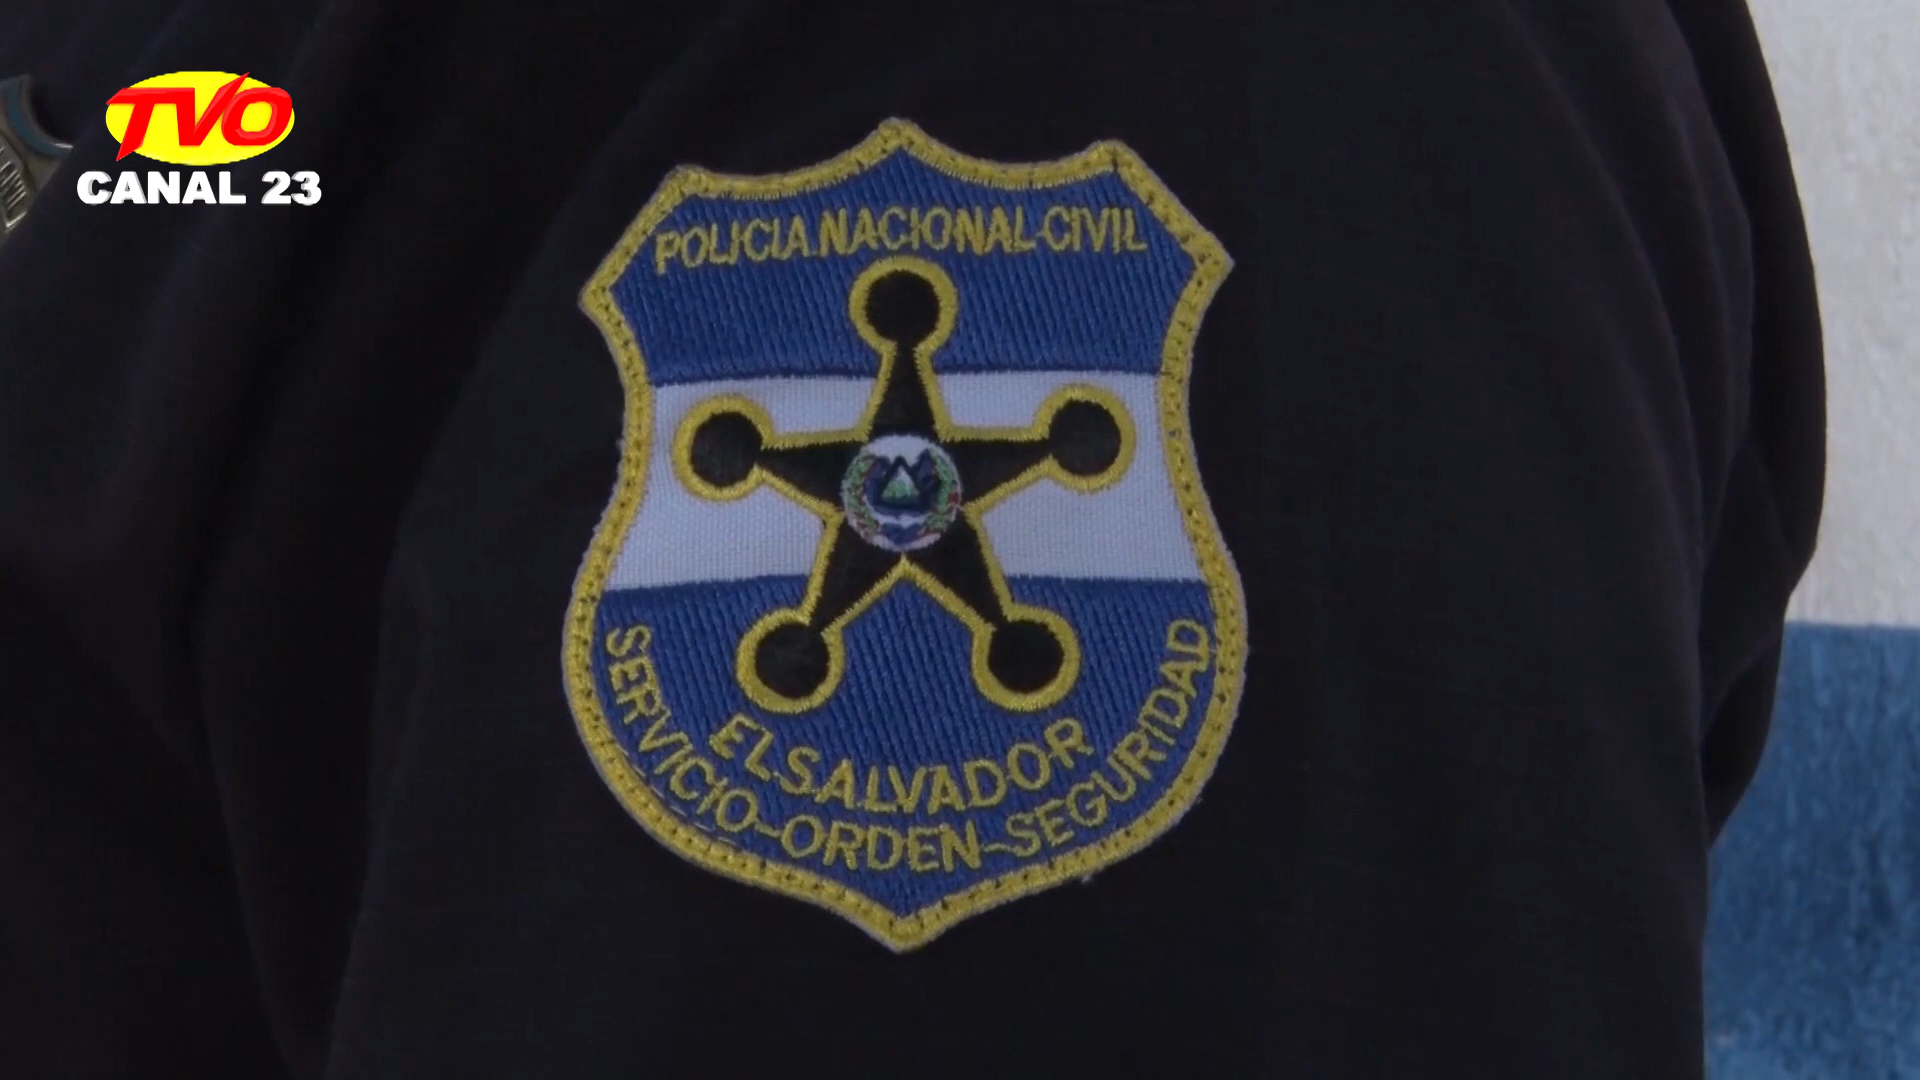 TVO
CANAL 23
POLICIA NACIONAL CIVIL
EL SALVADOR
SERVICIO-ORDEN-SEGURIDAD